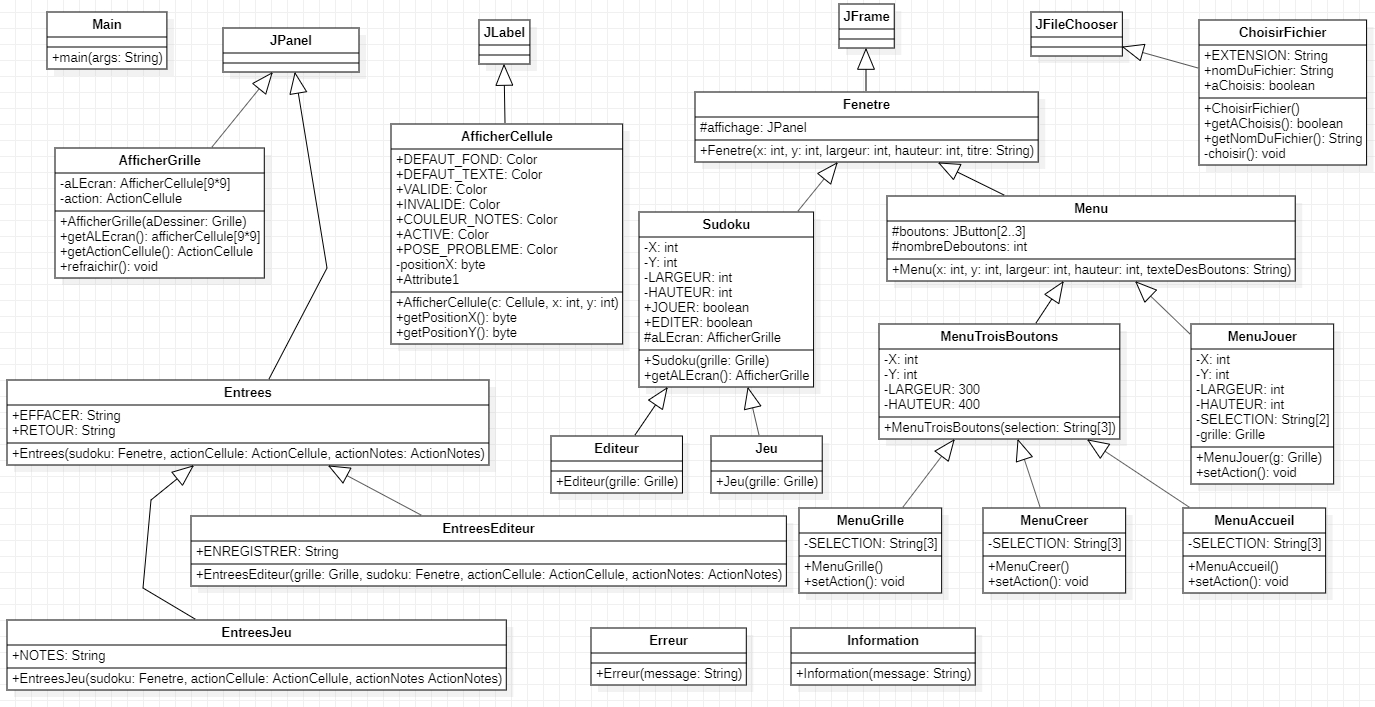 Main
+main(args: String)
JPanel
JLabel
JFrame
JFileChooser
ChoisirFichier
+EXTENSION: String
+nomDuFichier: String
+aChoisis: boolean
+ChoisirFichier()
+getAChoisis(): boolean
+getNomDuFichier(): String
-choisir(): void
Fenetre
#affichage: JPanel
+Fenetre(x: int, y: int, largeur: int, hauteur: int, titre: String)
AfficherCellule
+DEFAUT_FOND: Color
+DEFAUT_TEXTE: Color
+VALIDE: Color
+INVALIDE: Color
+COULEUR_NOTES: Color
+ACTIVE: Color
+POSE_PROBLEME: Color
-positionX: byte
+Attribute1
+AfficherCellule(c: Cellule, x: int, y: int)
+getPositionX(): byte
+getPositionY(): byte
AfficherGrille
-aLEcran: AfficherCellule[9*9]
-action: ActionCellule
+AfficherGrille(aDessiner: Grille)
+getALEcran(): afficherCellule[9*9]
+getActionCellule(): ActionCellule
+refraichir(): void
Sudoku
-X: int
-Y: int
-LARGEUR: int
-HAUTEUR: int
+JOUER: boolean
+EDITER: boolean
#aLEcran: AfficherGrille
+Sudoku(grille: Grille)
+getALEcran(): AfficherGrille
Menu
#boutons: JButton[2..3]
#nombreDeboutons: int
+Menu(x: int, y: int, largeur: int, hauteur: int, texteDesBoutons: String)
MenuTroisBoutons
-X: int
-Y: int
-LARGEUR: 300
-HAUTEUR: 400
+MenuTroisBoutons(selection: String[3])
MenuJouer
-X: int
-Y: int
-LARGEUR: int
-HAUTEUR: int
-SELECTION: String[2]
-grille: Grille
+MenuJouer(g: Grille)
+setAction(): void
Entrees
+EFFACER: String
+RETOUR: String
+Entrees(sudoku: Fenetre, actionCellule: ActionCellule, actionNotes: ActionNotes)
Editeur
+Editeur(grille: Grille)
Jeu
+Jeu(grille: Grille)
MenuGrille
-SELECTION: String[3]
+MenuGrille()
+setAction(): void
MenuCreer
-SELECTION: String[3]
+MenuCreer()
+setAction(): void
MenuAccueil
-SELECTION: String[3]
+MenuAccueil()
+setAction(): void
EntreesEditeur
+ENREGISTRER: String
+EntreesEditeur(grille: Grille, sudoku: Fenetre, actionCellule: ActionCellule, actionNotes: ActionNotes)
EntreesJeu
+NOTES: String
+EntreesJeu(sudoku: Fenetre, actionCellule: ActionCellule, actionNotes ActionNotes)
Erreur
+Erreur(message: String)
Information
+Information(message: String)